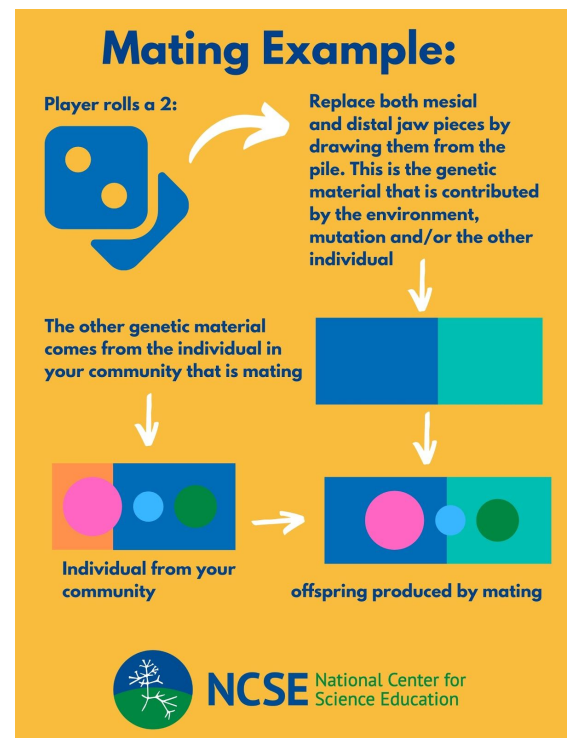 Mating Example:
Player rolls a 2:
Replace both mesial
and distal jaw pieces by
drawing them from the
pile. This is the genetic
material that is contributed
by the environment,
mutation and/or the other
individual
The other genetic material
comes from the individual in
your community that is mating
Individual from your
community
offspring produced by mating
NCSE National Center for
Science Education